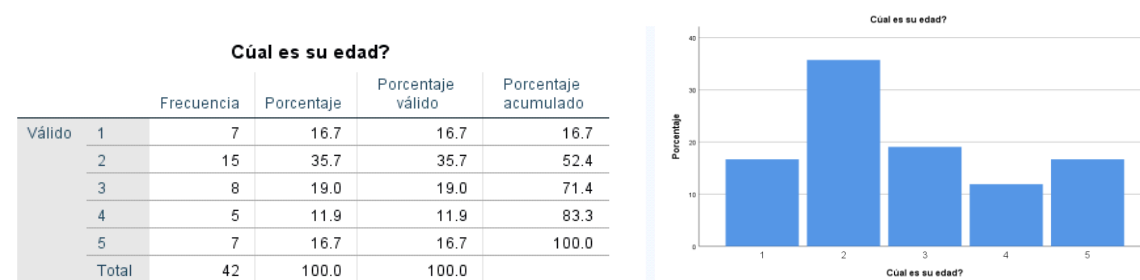 Cúal es su edad?
Frecuencia Porcentaje Porcentaje válido Porcentaje acumulado
Válido 1 7 16.7 16.7 16.7
2 15 35.7 35.7 52.4
3 8 19.0 19.0 71.4
4 5 11.9 11.9 83.3
5 7 16.7 16.7 100.0
Total 42 100.0 100.0
Cúal es su edad?
Porcentaje
40
30
20
10
0
1 2 3 4 5
Cúal es su edad?